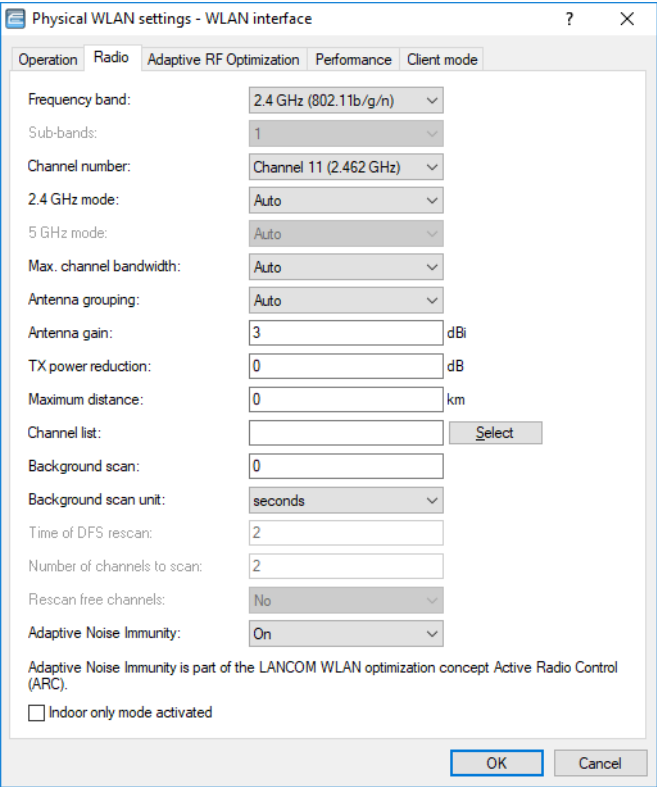 Physical WLAN settings - WLAN interface ? X
Operation Radio Adaptive RF Optimization Performance Client mode
Frequency band: 2.4 GHz (802.11b/g/n)
Sub-bands: 1
Channel number: Channel 11 (2.462 GHz)
2.4 GHz mode: Auto
5 GHz mode: Auto
Max. channel bandwidth: Auto
Antenna grouping: Auto
Antenna gain: 3 dBi
TX power reduction: 0 dB
Maximum distance: 0 km
Channel list: Select
Background scan: 0
Background scan unit: seconds
Time of DFS rescan: 2
Number of channels to scan: 2
Rescan free channels: No
Adaptive Noise Immunity: On
Adaptive Noise Immunity is part of the LANCOM WLAN optimization concept Active Radio Control
(ARC).
Indoor only mode activated
OK Cancel